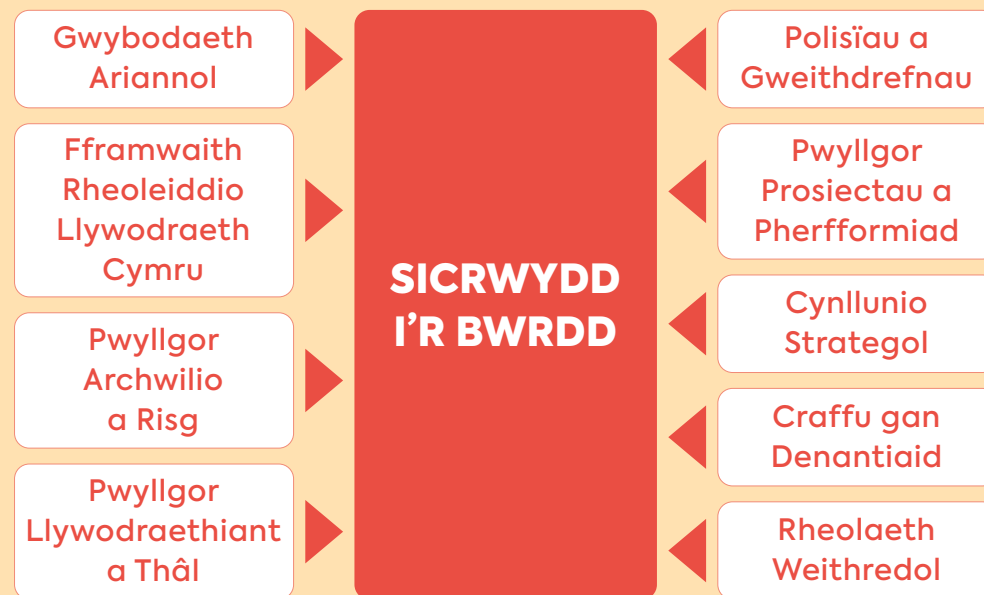 Gwybodaeth
Ariannol
Fframwaith
Rheoleiddio
Llywodraeth
Cymru
Pwyllgor
Archwilio
a Risg
Pwyllgor
Llywodraethiant
a Thâl
SICRWYDD
I’R BWRDD
Polisïau a
Gweithdrefnau
Pwyllgor
Prosiectau a
Pherfformiad
Cynllunio
Strategol
Craffu gan
Denantiaid
Rheolaeth
Weithredol